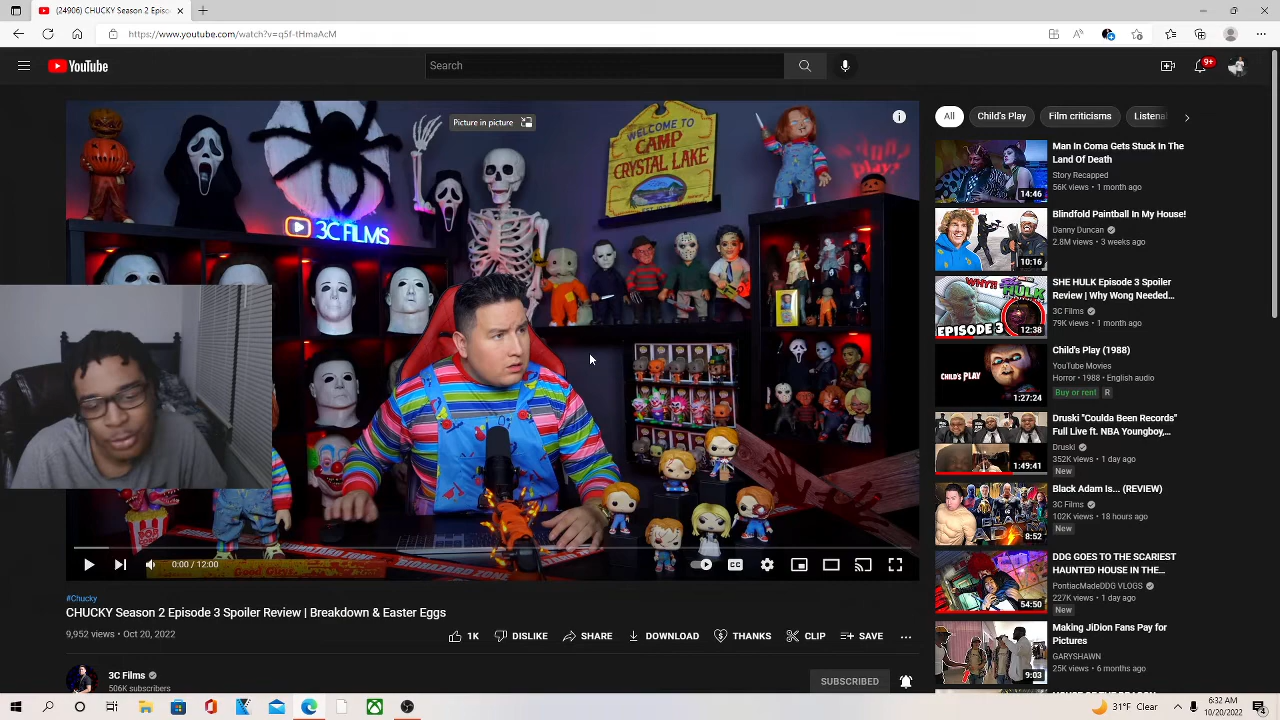 (24906) CHUCKY Season 2 Episo
https://www.youtube.com/watch?v=q5f-tHmaAcM
YouTube
Search
9+
Picture in picture
WELCOME TO
CAMP
CRYSTAL LAKE
3C FILMS
Good Guys
HAZARD ZONE
0:00 / 12:00
CC
#Chucky
CHUCKY Season 2 Episode 3 Spoiler Review | Breakdown & Easter Eggs
9,952 views • Oct 20, 2022
1K
DISLIKE
SHARE
DOWNLOAD
THANKS
CLIP
SAVE
3C Films
506K subscribers
SUBSCRIBED
All
Child's Play
Film criticisms
Listenal
Man In Coma Gets Stuck In The
Land Of Death
Story Recapped
56K views • 1 month ago
14:46
Blindfold Paintball In My House!
Danny Duncan
2.8M views • 3 weeks ago
10:16
SHE HULK Episode 3 Spoiler
Review | Why Wong Needed...
3C Films
79K views • 1 month ago
WHY?!
HULK
EPISODE 3
12:38
Child's Play (1988)
YouTube Movies
Horror • 1988 • English audio
Buy or rent
R
CHILD'S PLAY
1:27:24
Druski "Coulda Been Records"
Full Live ft. NBA Youngboy,...
Druski
352K views • 1 day ago
New
1:49:41
Black Adam Is... (REVIEW)
3C Films
102K views • 18 hours ago
New
8:52
DDG GOES TO THE SCARIEST
HAUNTED HOUSE IN THE...
PontiacMadeDDG VLOGS
227K views • 1 day ago
New
54:50
Making JiDion Fans Pay for
Pictures
GARYSHAWN
25K views • 6 months ago
9:03
31°F Clear
6:32 AM
10/20/2022